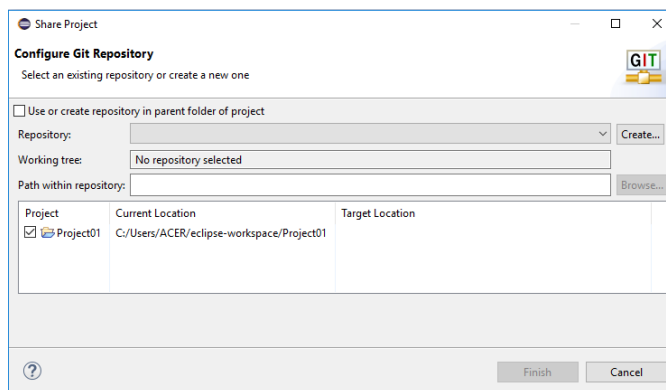 Share Project
Configure Git Repository
Select an existing repository or create a new one
GIT
Use or create repository in parent folder of project
Repository: Create...
Working tree: No repository selected
Path within repository: Browse...
Project Current Location Target Location
Project01 C:/Users/ACER/eclipse-workspace/Project01
? Finish Cancel